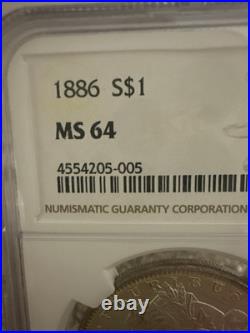 1886 S$1
MS 64
4554205-005
NUMISMATIC GUARANTY CORPORATION